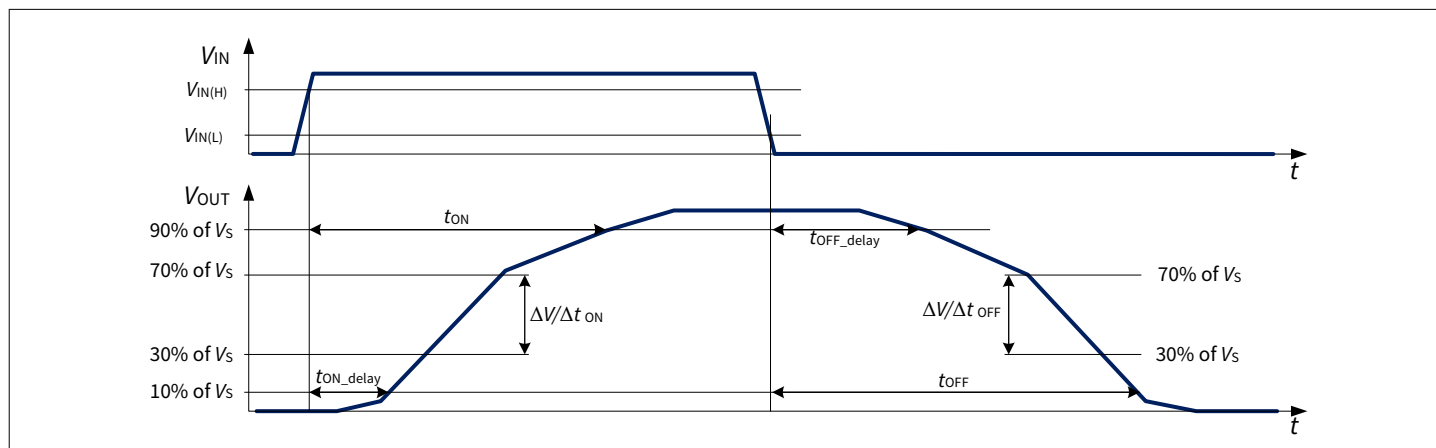 VIN
VIN(H)
VIN(L)
t
VOUT
90% of VS
tON
tOFF_delay
70% of VS
70% of VS
ΔV/Δt ON
ΔV/Δt OFF
30% of VS
30% of VS
tON_delay
tOFF
10% of VS
t